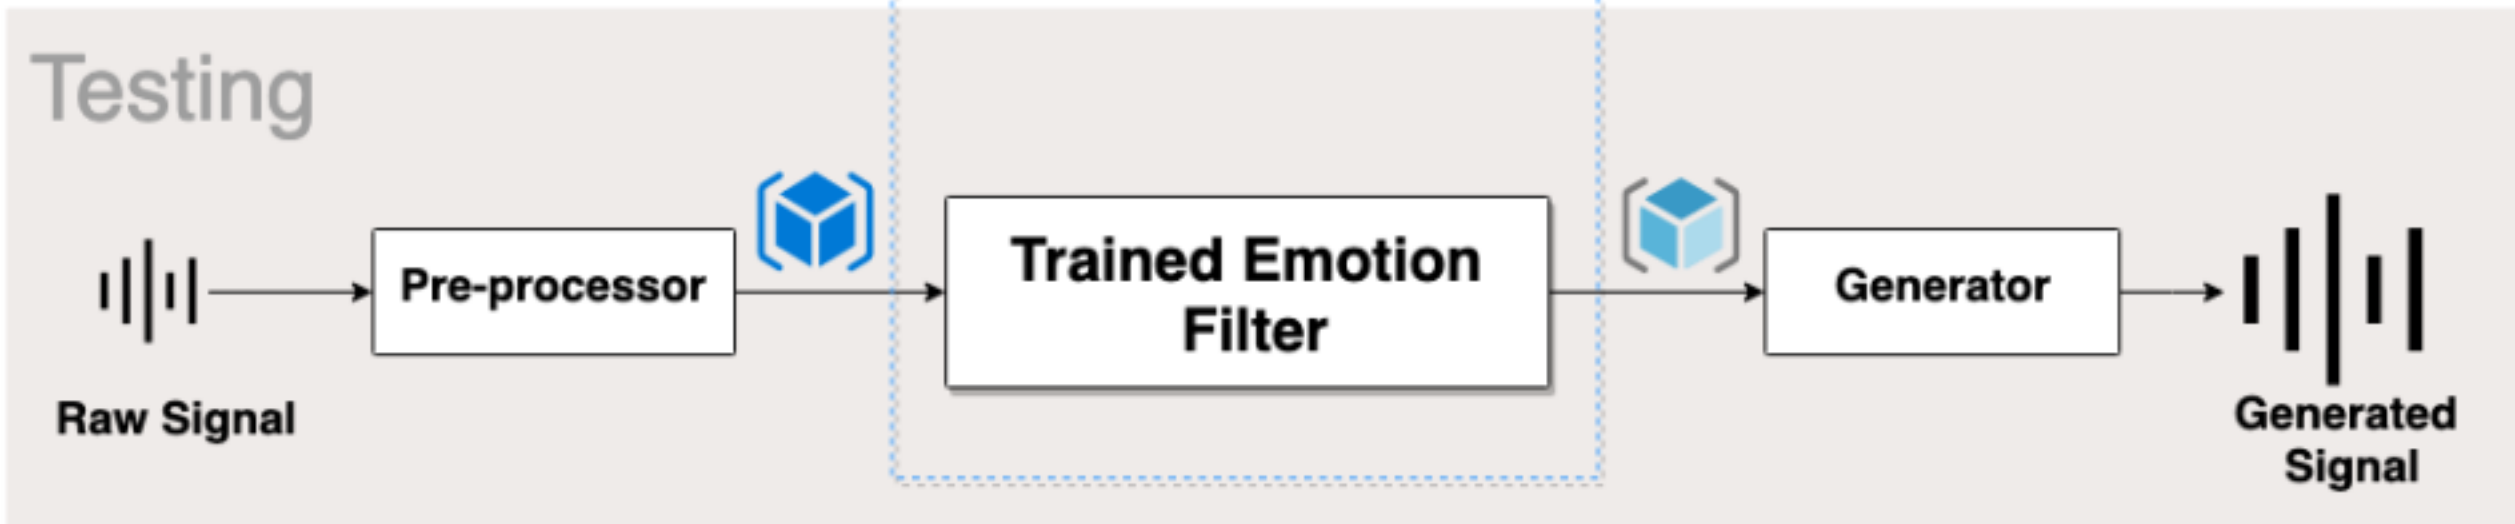 Testing
Pre-processor
Trained Emotion
Filter
Generator
Raw Signal
Generated
Signal